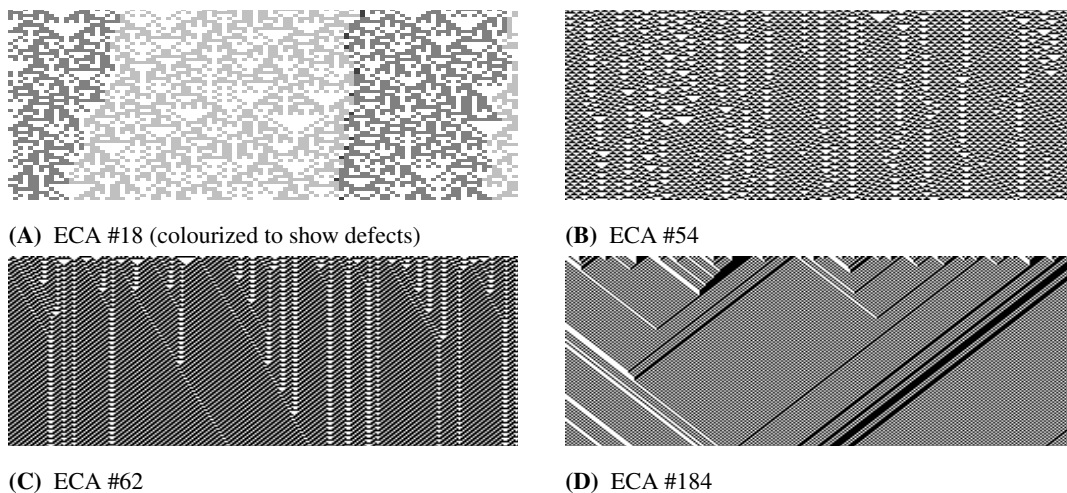 (A) ECA #18 (colourized to show defects)
(B) ECA #54
(C) ECA #62
(D) ECA #184